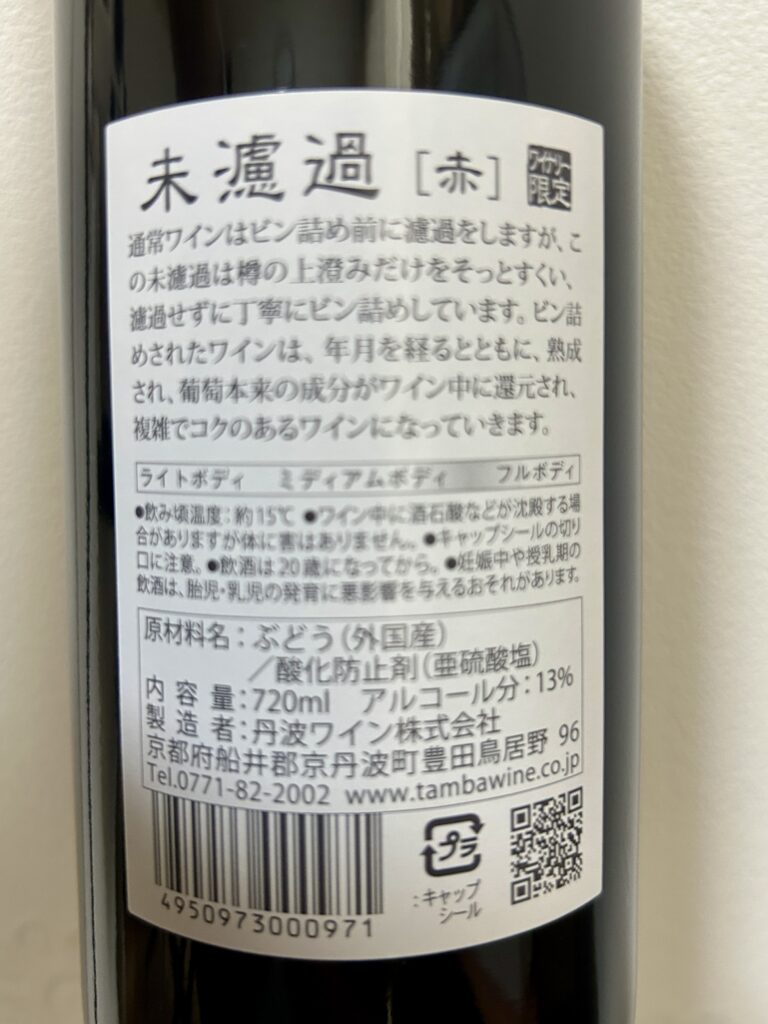 未濾過 [赤] ワイナリー限定
通常ワインはビン詰め前に濾過をしますが、こ
の未濾過は樽の上澄みだけをそっとすくい、
濾過せずに丁寧にビン詰めしています。ビン詰
めされたワインは、年月を経るとともに、熟成
され、葡萄本来の成分がワイン中に還元され、
複雑でコクのあるワインになっていきます。
ライトボディ ミディアムボディ フルボディ
●飲み頃温度：約15℃ ●ワイン中に酒石酸などが沈殿する場
合がありますが体に害はありません。 ●キャップシールの切り
口に注意。 ●飲酒は20歳になってから。 ●妊娠中や授乳期の
飲酒は、胎児・乳児の発育に悪影響を与えるおそれがあります。
原材料名：ぶどう（外国産）
／酸化防止剤（亜硫酸塩）
内容量：720ml アルコール分：13%
製造者：丹波ワイン株式会社
京都府船井郡京丹波町豊田鳥居野 96
Tel.0771-82-2002 www.tambawine.co.jp
4950973000971
プラ
：キャップ
シール